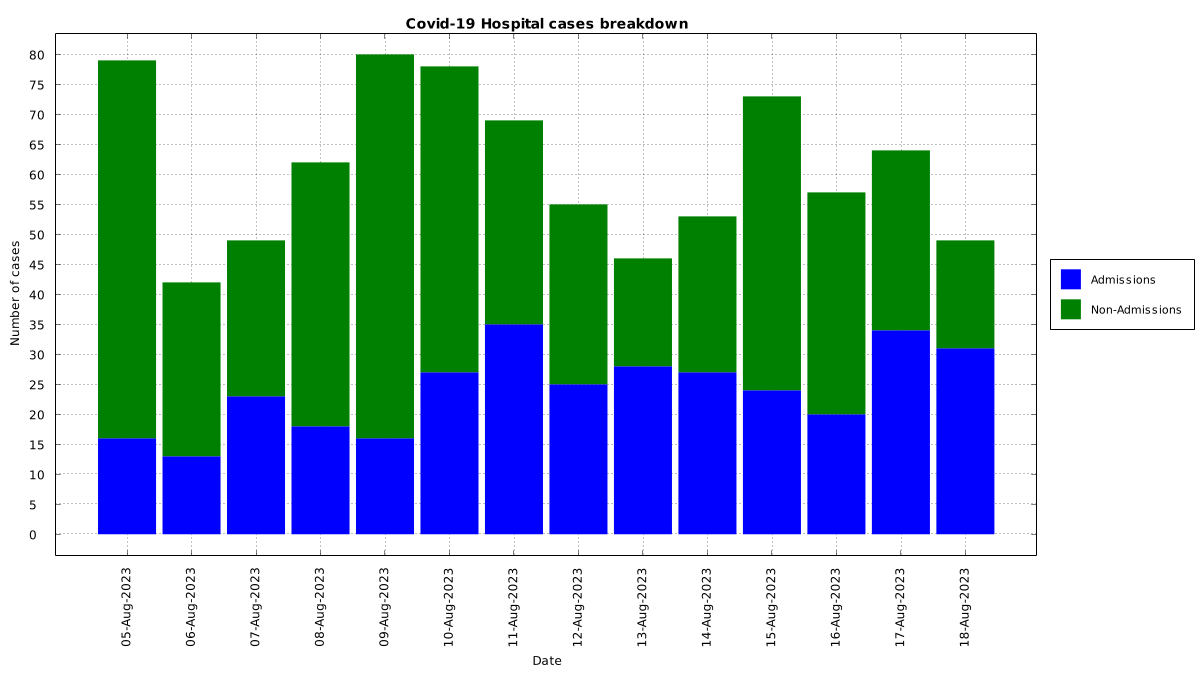 Covid-19 Hospital cases breakdown
80
75
70
65
60
55
50
45
40
35
30
25
20
15
10
5
0
Number of cases
05-Aug-2023
06-Aug-2023
07-Aug-2023
08-Aug-2023
09-Aug-2023
10-Aug-2023
11-Aug-2023
12-Aug-2023
13-Aug-2023
14-Aug-2023
15-Aug-2023
16-Aug-2023
17-Aug-2023
18-Aug-2023
Date
Admissions
Non-Admissions